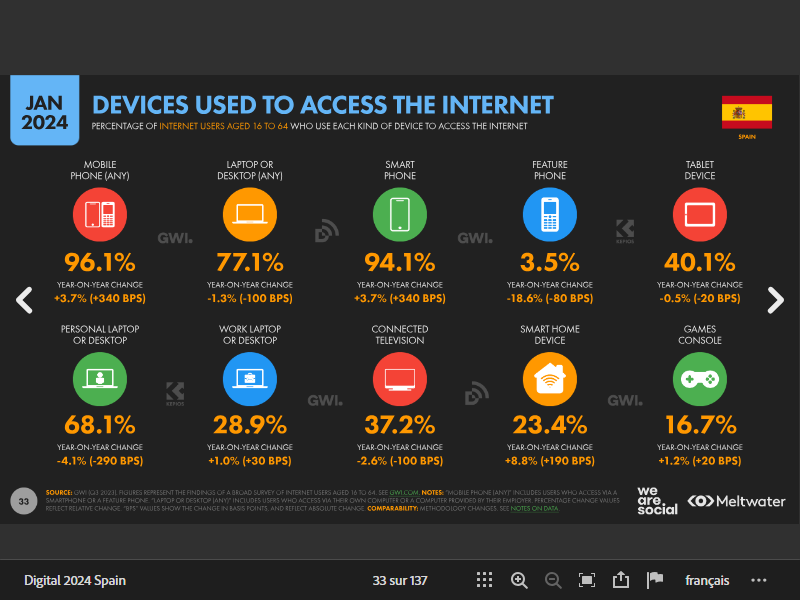 JAN
2024
DEVICES USED TO ACCESS THE INTERNET
PERCENTAGE OF INTERNET USERS AGED 16 TO 64 WHO USE EACH KIND OF DEVICE TO ACCESS THE INTERNET
SPAIN
MOBILE
PHONE (ANY)
LAPTOP OR
DESKTOP (ANY)
SMART
PHONE
FEATURE
PHONE
TABLET
DEVICE
GWI.
GWI.
KEPIOS
96.1%
77.1%
94.1%
3.5%
40.1%
YEAR-ON-YEAR CHANGE
YEAR-ON-YEAR CHANGE
YEAR-ON-YEAR CHANGE
YEAR-ON-YEAR CHANGE
YEAR-ON-YEAR CHANGE
+3.7% (+340 BPS)
-1.3% (-100 BPS)
+3.7% (+340 BPS)
-18.6% (-80 BPS)
-0.5% (-20 BPS)
PERSONAL LAPTOP
OR DESKTOP
WORK LAPTOP
OR DESKTOP
CONNECTED
TELEVISION
SMART HOME
DEVICE
GAMES
CONSOLE
KEPIOS
GWI.
GWI.
68.1%
28.9%
37.2%
23.4%
16.7%
YEAR-ON-YEAR CHANGE
YEAR-ON-YEAR CHANGE
YEAR-ON-YEAR CHANGE
YEAR-ON-YEAR CHANGE
YEAR-ON-YEAR CHANGE
-4.1% (-290 BPS)
+1.0% (+30 BPS)
-2.6% (-100 BPS)
+8.8% (+190 BPS)
+1.2% (+20 BPS)
33
SOURCE: GWI (Q3 2023). FIGURES REPRESENT THE FINDINGS OF A BROAD SURVEY OF INTERNET USERS AGED 16 TO 64. SEE GWI.COM. NOTES: "MOBILE PHONE (ANY)" INCLUDES USERS WHO ACCESS VIA A
SMARTPHONE OR A FEATURE PHONE. "LAPTOP OR DESKTOP (ANY)" INCLUDES USERS WHO ACCESS VIA THEIR OWN COMPUTER OR A COMPUTER PROVIDED BY THEIR EMPLOYER. PERCENTAGE CHANGE VALUES
REFLECT RELATIVE CHANGE. "BPS" VALUES SHOW THE CHANGE IN BASIS POINTS, AND REFLECT ABSOLUTE CHANGE. COMPARABILITY: METHODOLOGY CHANGES. SEE NOTES ON DATA.
we
are.
social
Meltwater
Digital 2024 Spain
33 sur 137
français